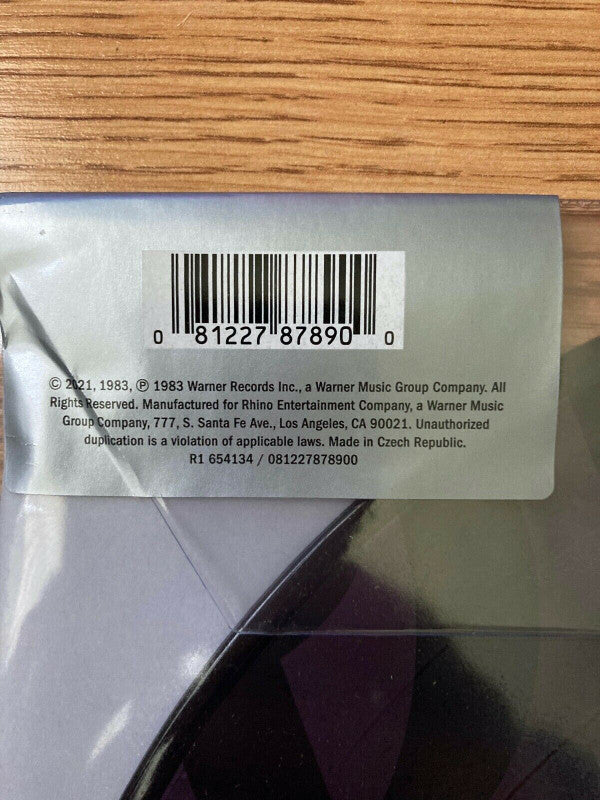 0 81227 87890 0
© 2021, 1983, ℗ 1983 Warner Records Inc., a Warner Music Group Company. All
Rights Reserved. Manufactured for Rhino Entertainment Company, a Warner Music
Group Company, 777, S. Santa Fe Ave., Los Angeles, CA 90021. Unauthorized
duplication is a violation of applicable laws. Made in Czech Republic.
R1 654134 / 081227878900